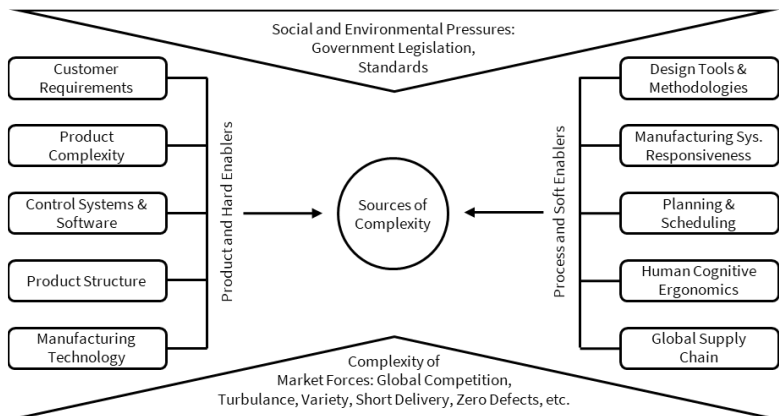 Social and Environmental Pressures:
Government Legislation,
Standards
Customer
Requirements
Product
Complexity
Control Systems &
Software
Product Structure
Manufacturing
Technology
Product and Hard Enablers
Sources of
Complexity
Process and Soft Enablers
Design Tools &
Methodologies
Manufacturing Sys.
Responsiveness
Planning &
Scheduling
Human Cognitive
Ergonomics
Global Supply
Chain
Complexity of
Market Forces: Global Competition,
Turbulance, Variety, Short Delivery, Zero Defects, etc.